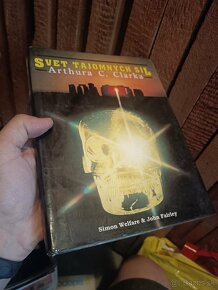 SVET TAJOMNÝCH SÍL
Arthura C. Clarka
Simon Welfare & John Fairley